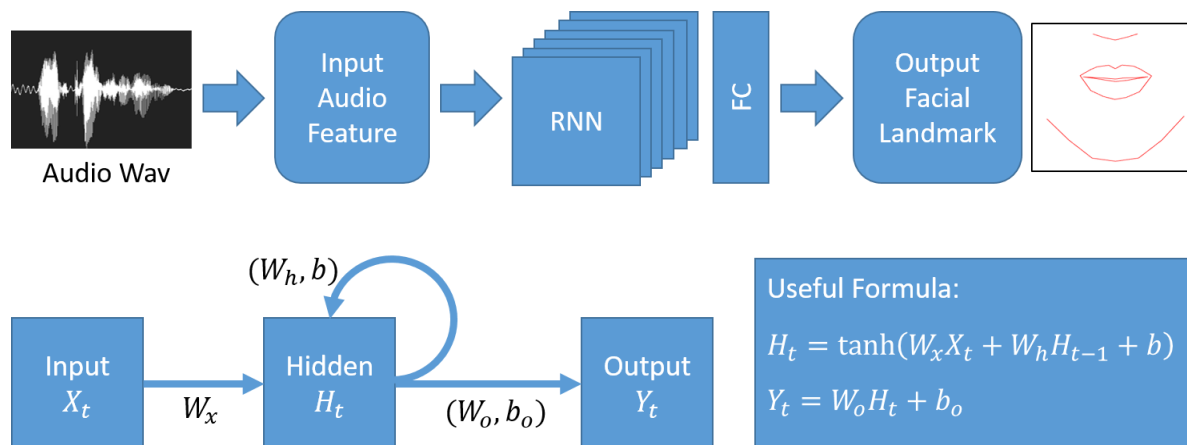 Audio Wav
Input
Audio
Feature
RNN
FC
Output
Facial
Landmark
(W_h, b)
Input
X_t
W_x
Hidden
H_t
(W_o, b_o)
Output
Y_t
Useful Formula:
H_t = tanh(W_x X_t + W_h H_{t-1} + b)
Y_t = W_o H_t + b_o